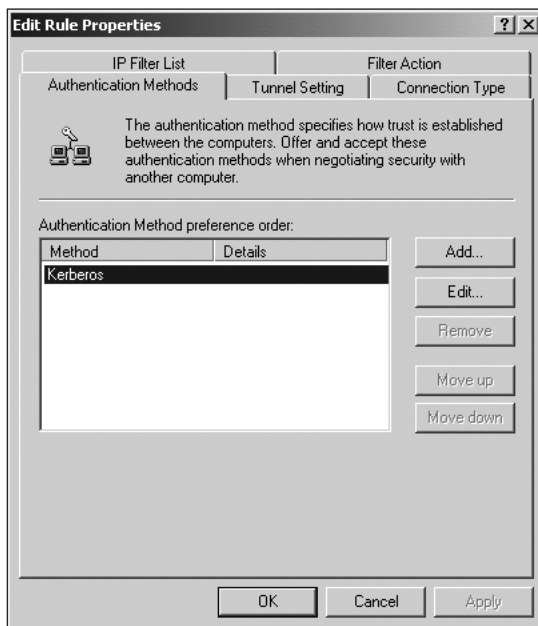 Edit Rule Properties
IP Filter List
Filter Action
Authentication Methods
Tunnel Setting
Connection Type
The authentication method specifies how trust is established
between the computers. Offer and accept these
authentication methods when negotiating security with
another computer.
Authentication Method preference order:
Method
Details
Kerberos
Add...
Edit...
Remove
Move up
Move down
OK
Cancel
Apply